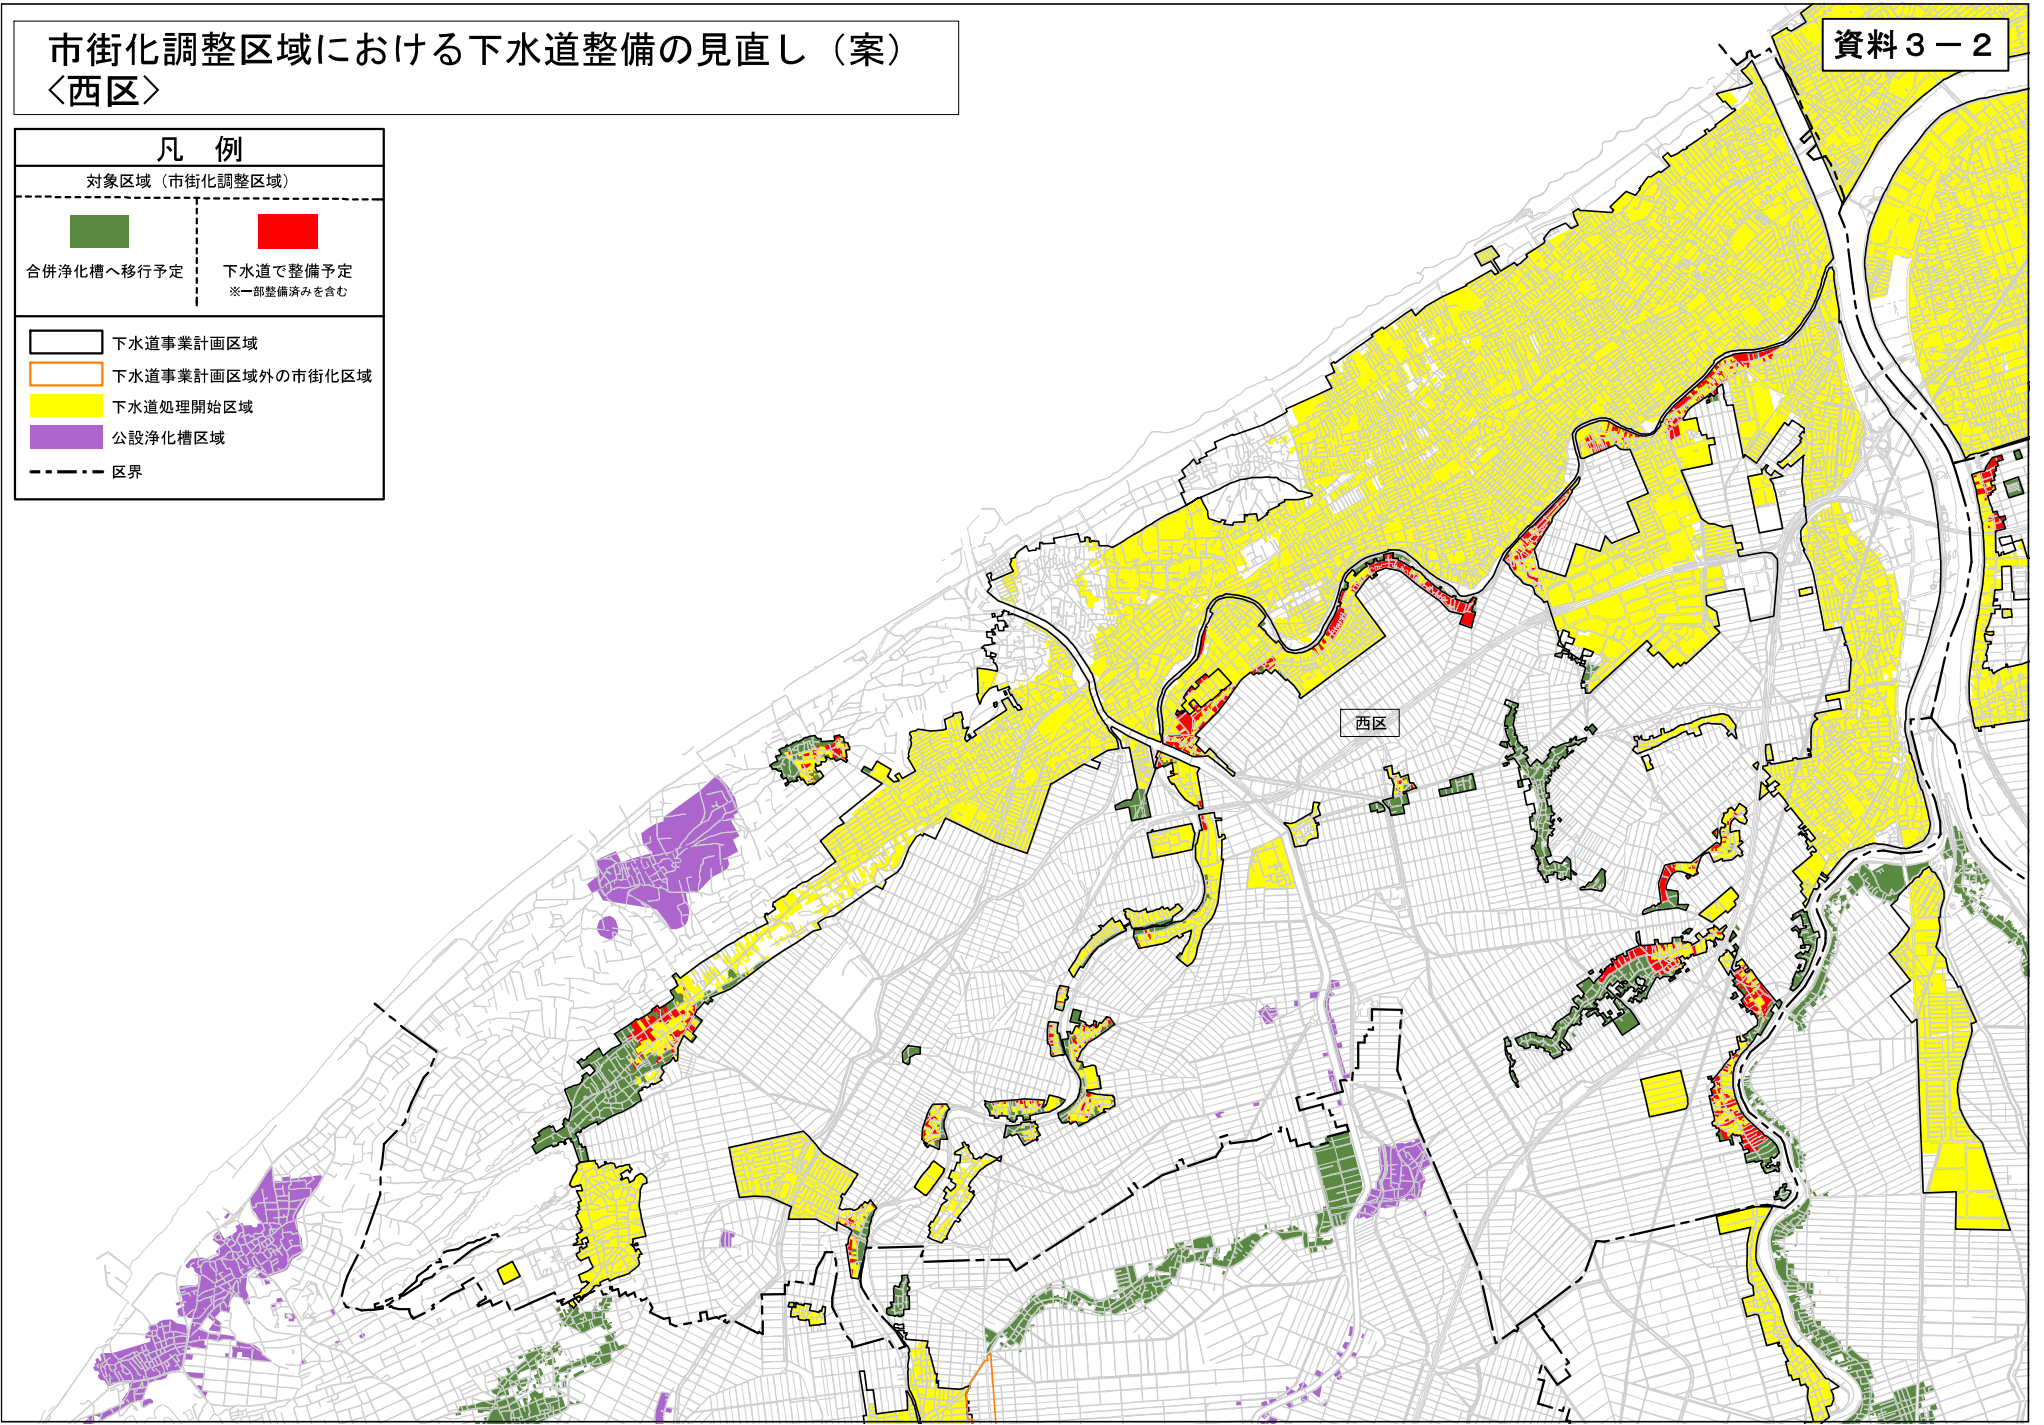 市街化調整区域における下水道整備の見直し（案）
<西区>
資料３－２
凡　例
対象区域（市街化調整区域）
合併浄化槽へ移行予定
下水道で整備予定
※一部整備済みを含む
下水道事業計画区域
下水道事業計画区域外の市街化区域
下水道処理開始区域
公設浄化槽区域
区界
西区